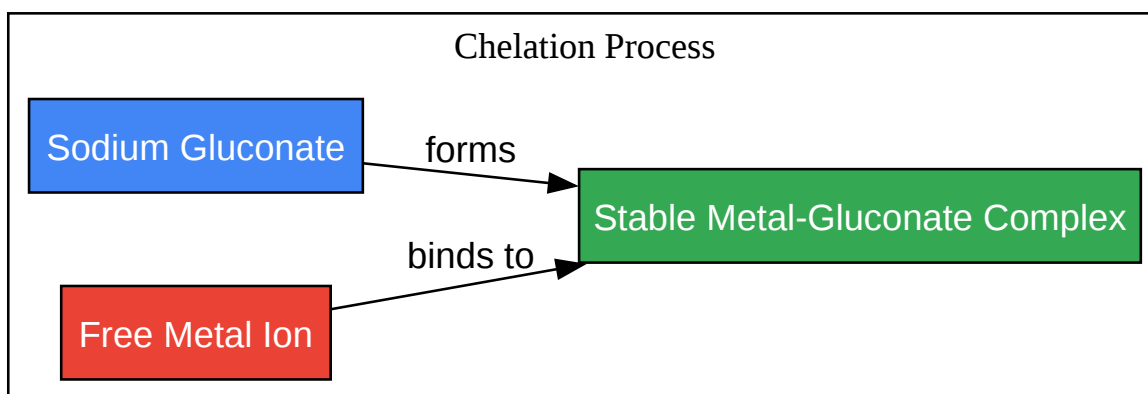 Chelation Process
Sodium Gluconate
forms
Stable Metal-Gluconate Complex
binds to
Free Metal Ion